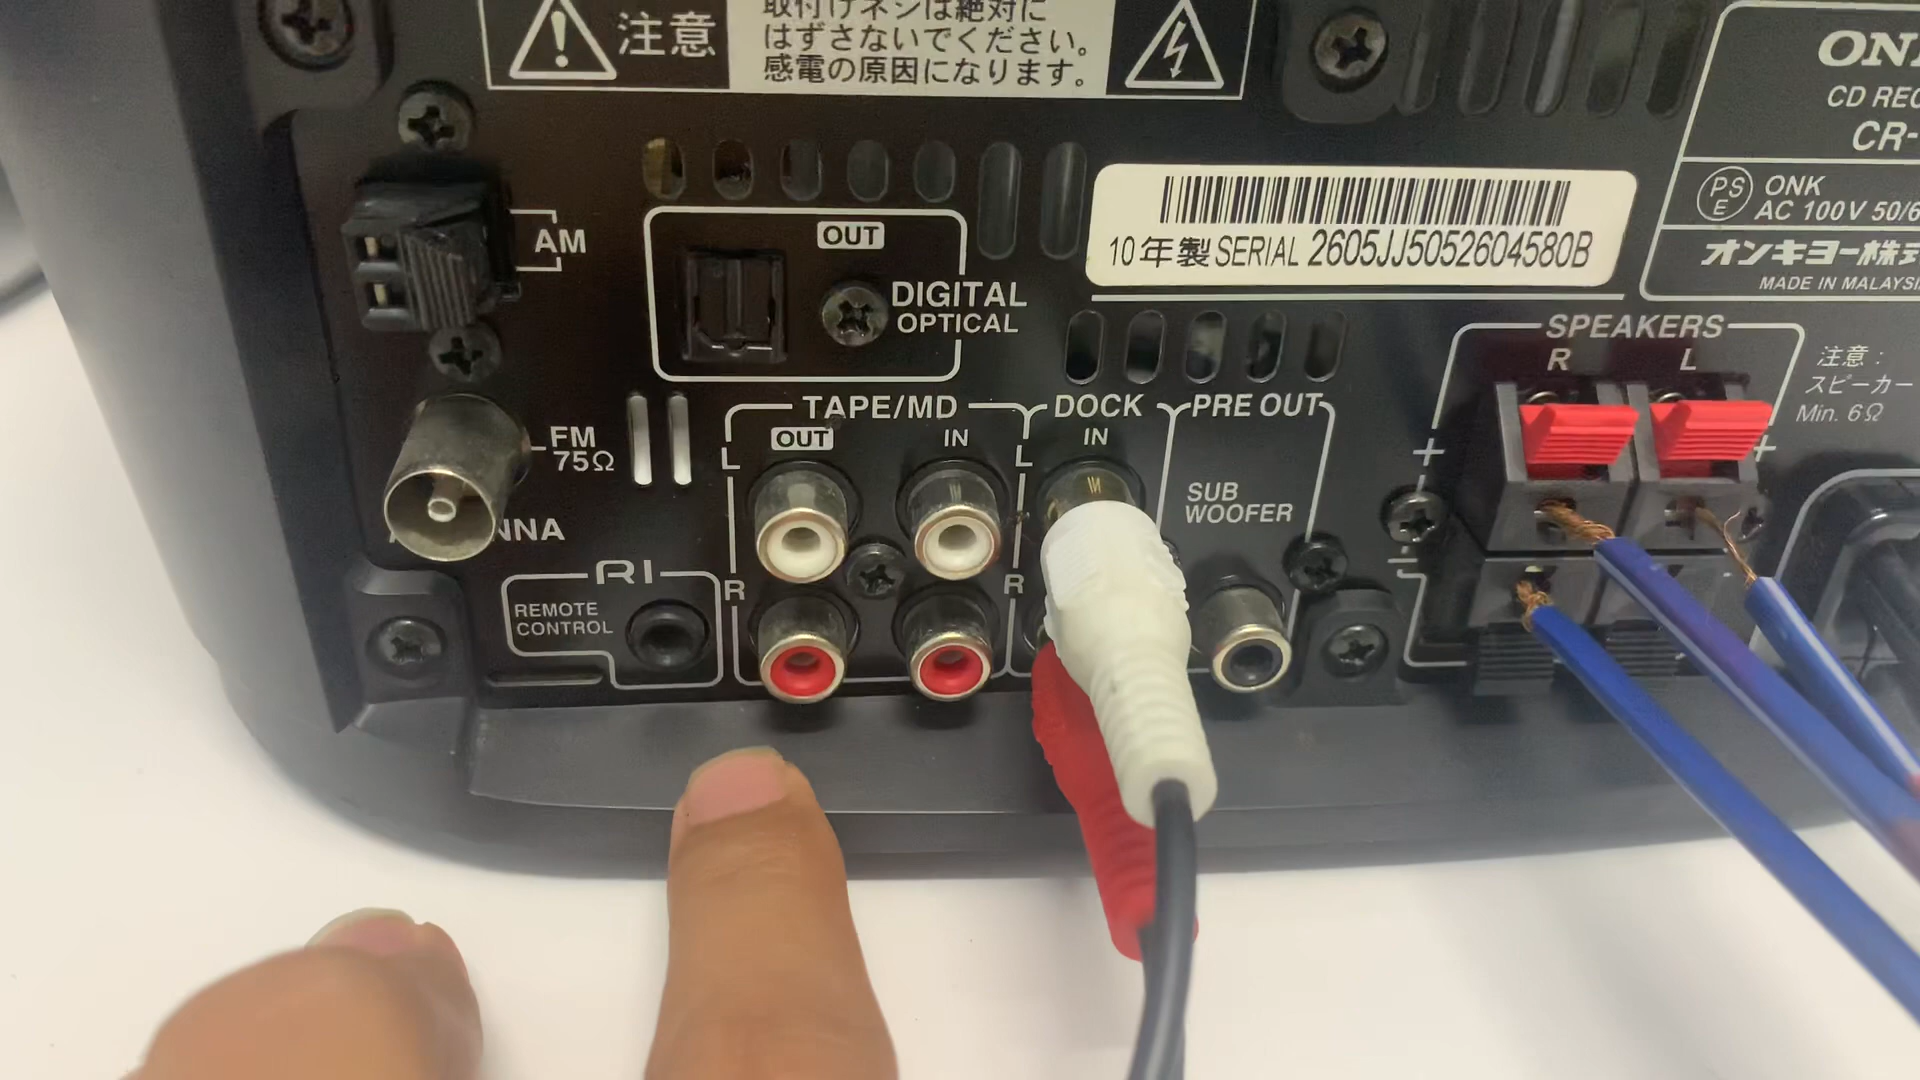 注意
取付けネジは絶対に
はずさないでください。
感電の原因になります。
ON
CD REC
CR-
PS
E
ONK
AC 100V 50/6
オンキヨー株式
MADE IN MALAYSI
10年製 SERIAL 2605JJ5052604580B
AM
OUT
DIGITAL
OPTICAL
FM
75Ω
NNA
RI
REMOTE
CONTROL
TAPE/MD
OUT
IN
L
R
DOCK
IN
L
R
PRE OUT
SUB
WOOFER
SPEAKERS
R L
+ +
注意：
スピーカー
Min. 6Ω